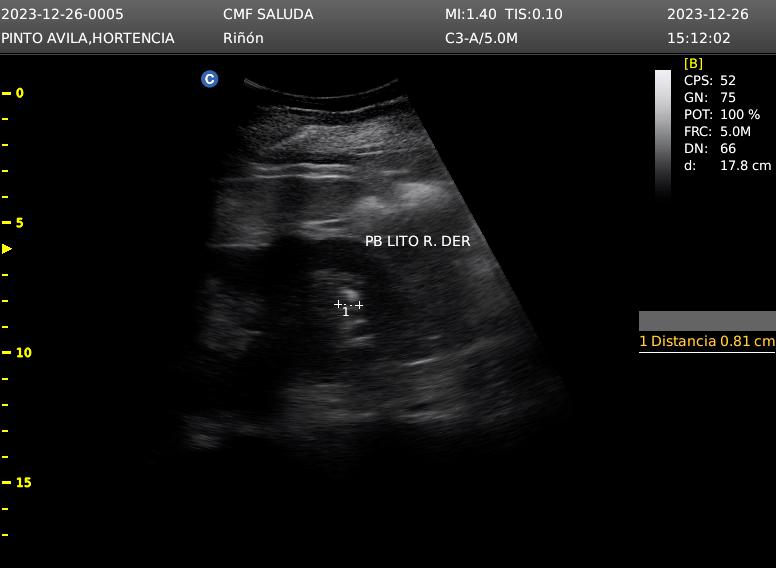 2023-12-26-0005 CMF SALUDA MI:1.40 TIS:0.10 2023-12-26
PINTO AVILA,HORTENCIA Riñón C3-A/5.0M 15:12:02
C
[B]
CPS: 52
GN: 75
POT: 100 %
FRC: 5.0M
DN: 66
d: 17.8 cm
0
5
PB LITO R. DER
1
1 Distancia 0.81 cm
10
15